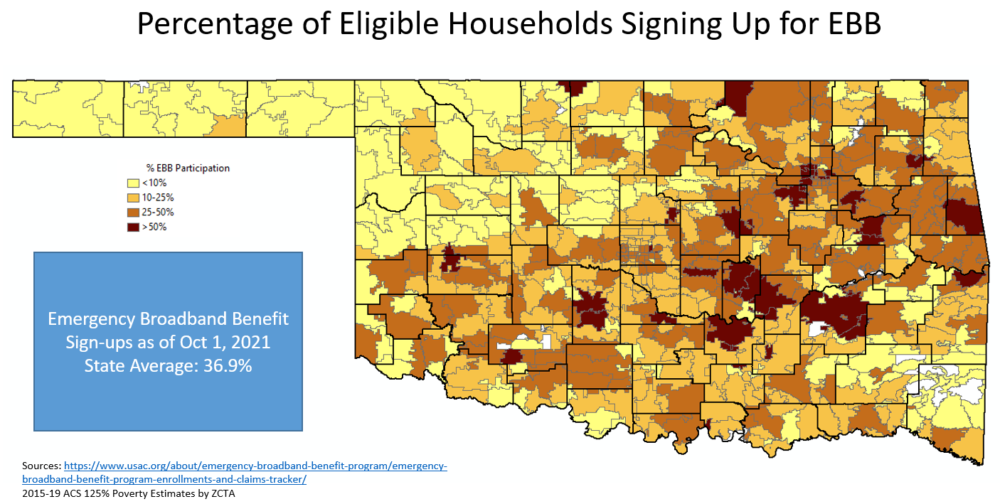 Percentage of Eligible Households Signing Up for EBB
% EBB Participation
<10%
10-25%
25-50%
>50%
Emergency Broadband Benefit
Sign-ups as of Oct 1, 2021
State Average: 36.9%
Sources: https://www.usac.org/about/emergency-broadband-benefit-program/emergency-
broadband-benefit-program-enrollments-and-claims-tracker/
2015-19 ACS 125% Poverty Estimates by ZCTA